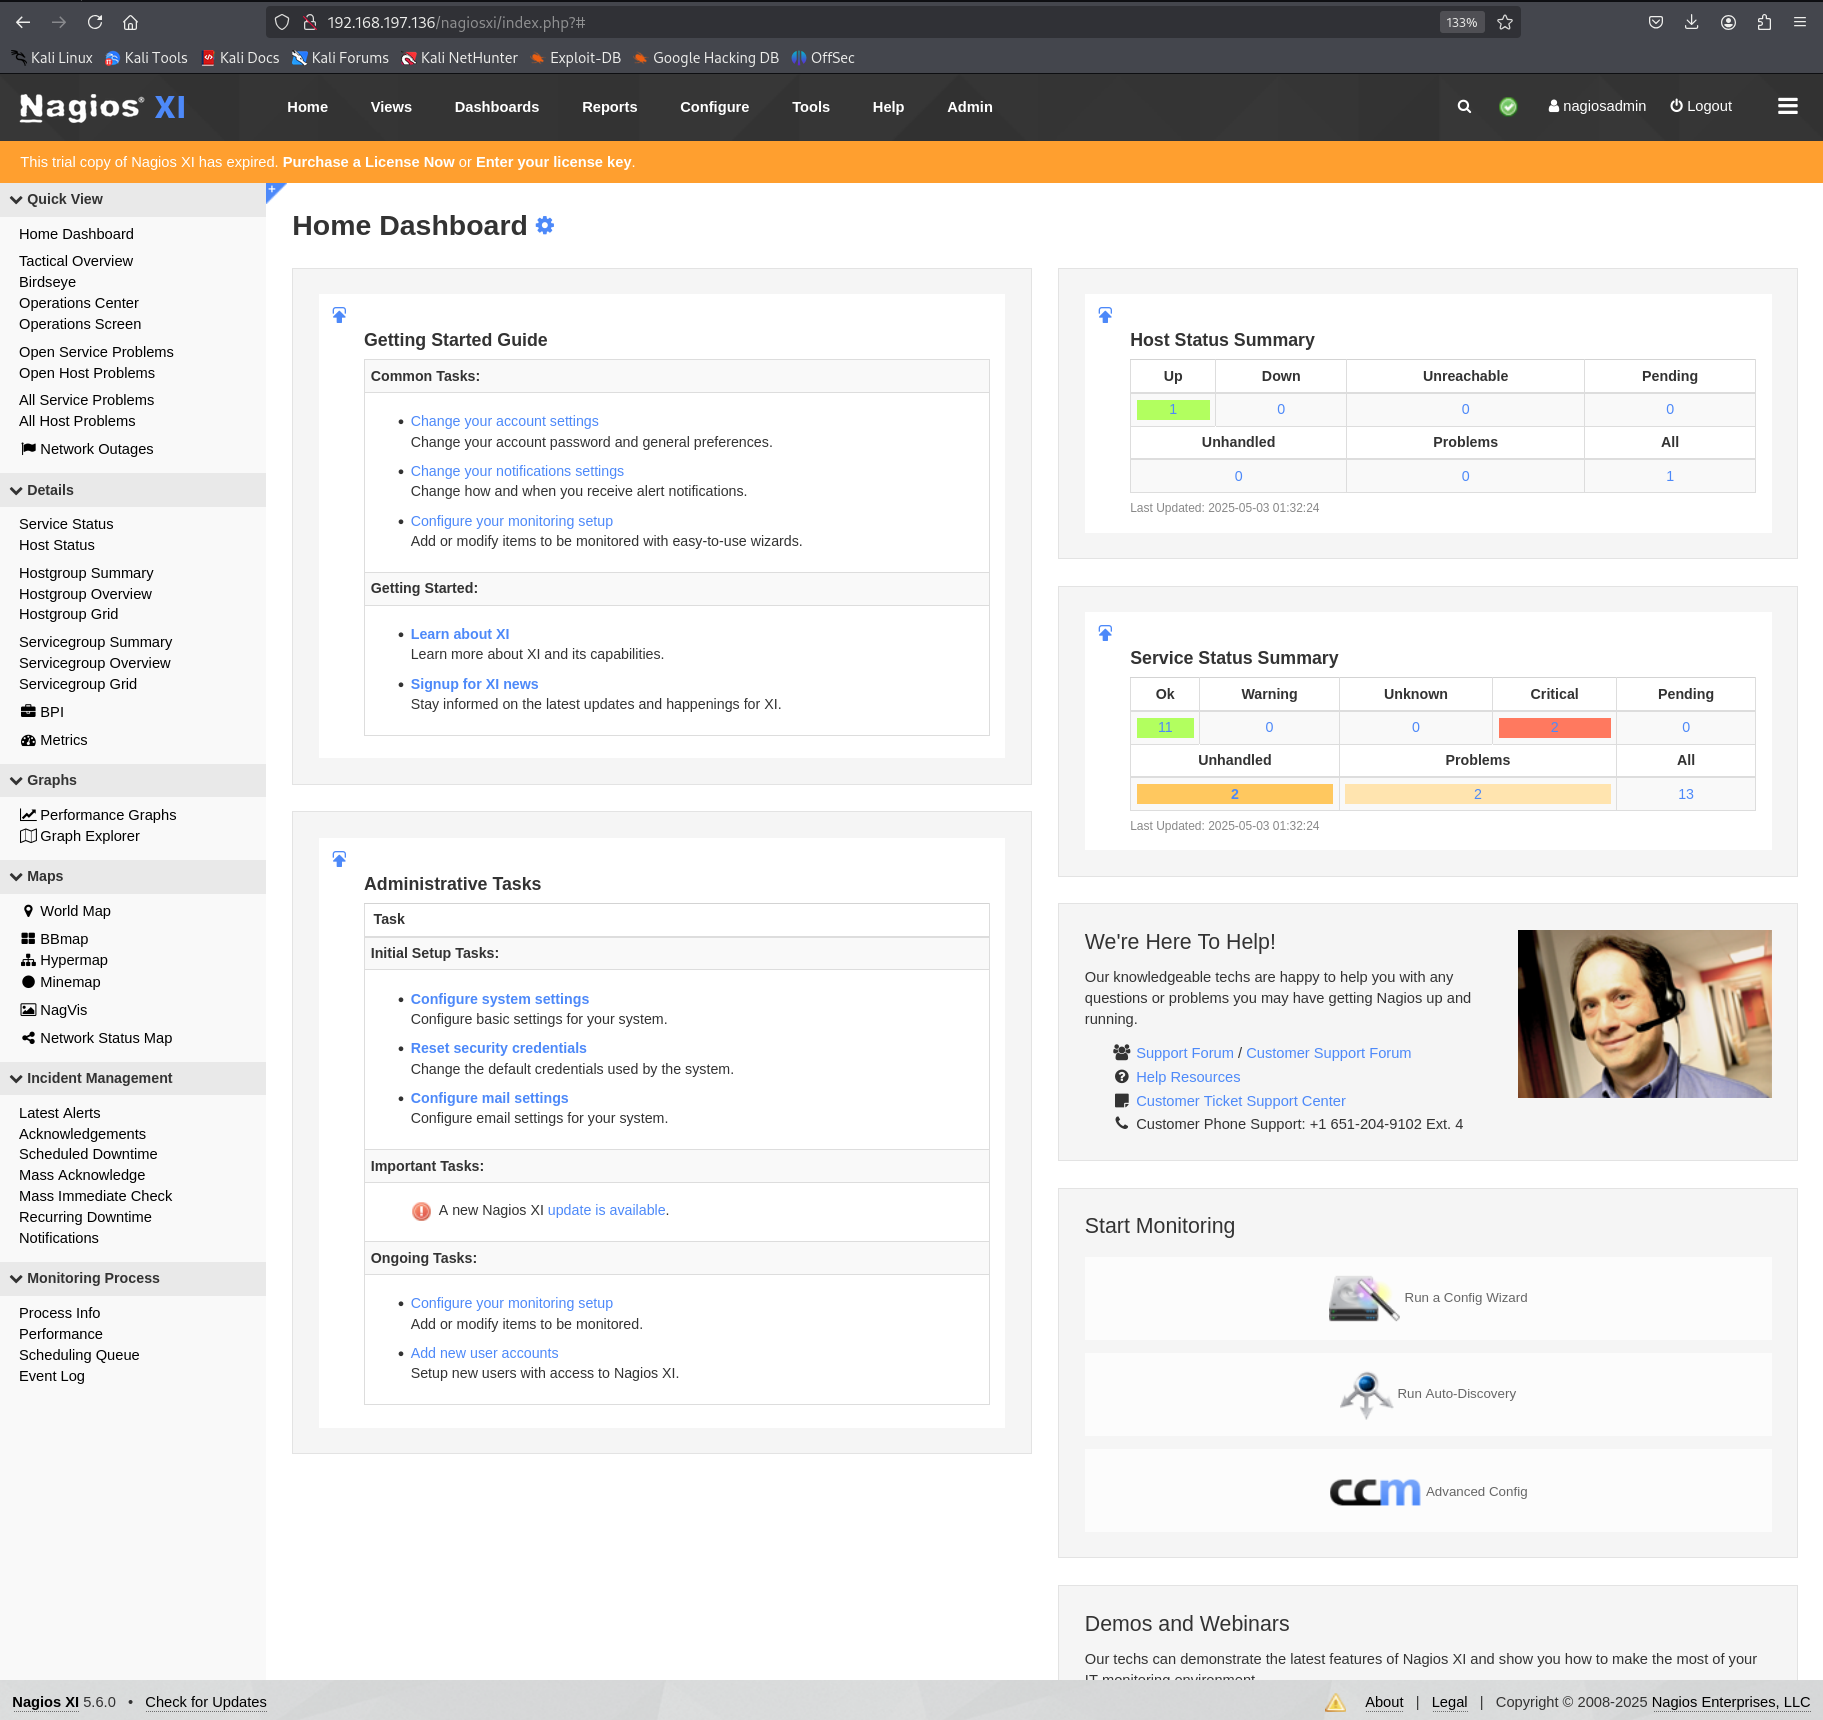 192.168.197.136/nagiosxi/index.php?#
133%
Kali Linux Kali Tools Kali Docs Kali Forums Kali NetHunter Exploit-DB Google Hacking DB OffSec
Nagios® XI Home Views Dashboards Reports Configure Tools Help Admin nagiosadmin Logout
This trial copy of Nagios XI has expired. Purchase a License Now or Enter your license key.
Quick View
Home Dashboard
Tactical Overview
Birdseye
Operations Center
Operations Screen
Open Service Problems
Open Host Problems
All Service Problems
All Host Problems
Network Outages
Details
Service Status
Host Status
Hostgroup Summary
Hostgroup Overview
Hostgroup Grid
Servicegroup Summary
Servicegroup Overview
Servicegroup Grid
BPI
Metrics
Graphs
Performance Graphs
Graph Explorer
Maps
World Map
BBmap
Hypermap
Minemap
NagVis
Network Status Map
Incident Management
Latest Alerts
Acknowledgements
Scheduled Downtime
Mass Acknowledge
Mass Immediate Check
Recurring Downtime
Notifications
Monitoring Process
Process Info
Performance
Scheduling Queue
Event Log
Home Dashboard
Getting Started Guide
Common Tasks:
• Change your account settings
Change your account password and general preferences.
• Change your notifications settings
Change how and when you receive alert notifications.
• Configure your monitoring setup
Add or modify items to be monitored with easy-to-use wizards.
Getting Started:
• Learn about XI
Learn more about XI and its capabilities.
• Signup for XI news
Stay informed on the latest updates and happenings for XI.
Administrative Tasks
Task
Initial Setup Tasks:
• Configure system settings
Configure basic settings for your system.
• Reset security credentials
Change the default credentials used by the system.
• Configure mail settings
Configure email settings for your system.
Important Tasks:
A new Nagios XI update is available.
Ongoing Tasks:
• Configure your monitoring setup
Add or modify items to be monitored.
• Add new user accounts
Setup new users with access to Nagios XI.
Host Status Summary
Up Down Unreachable Pending
1 0 0 0
Unhandled Problems All
0 0 1
Last Updated: 2025-05-03 01:32:24
Service Status Summary
Ok Warning Unknown Critical Pending
11 0 0 2 0
Unhandled Problems All
2 2 13
Last Updated: 2025-05-03 01:32:24
We're Here To Help!
Our knowledgeable techs are happy to help you with any
questions or problems you may have getting Nagios up and
running.
Support Forum / Customer Support Forum
Help Resources
Customer Ticket Support Center
Customer Phone Support: +1 651-204-9102 Ext. 4
Start Monitoring
Run a Config Wizard
Run Auto-Discovery
ccm Advanced Config
Demos and Webinars
Our techs can demonstrate the latest features of Nagios XI and show you how to make the most of your
IT monitoring environment
Nagios XI 5.6.0 • Check for Updates
About | Legal | Copyright © 2008-2025 Nagios Enterprises, LLC